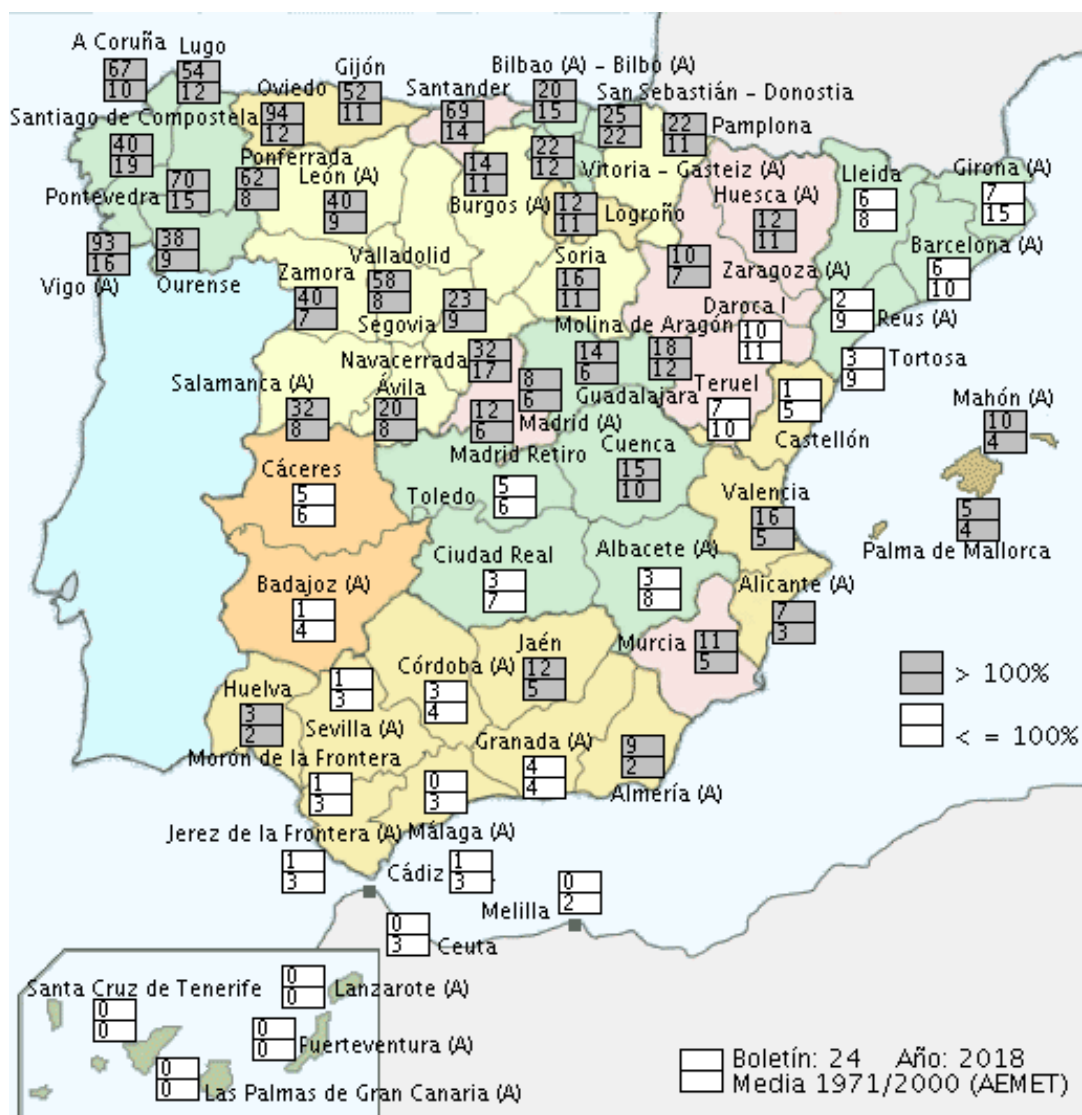 A Coruña
67
10
Lugo
54
12
Oviedo
94
12
Gijón
52
11
Santander
69
14
Bilbao (A) – Bilbo (A)
20
15
San Sebastián – Donostia
25
22
22
11
Pamplona
Santiago de Compostela
40
19
Ponferrada
62
8
León (A)
40
9
14
11
Burgos (A)
22
12
Vitoria – Gasteiz (A)
12
11
Logroño
Huesca (A)
12
11
Lleida
6
8
Girona (A)
7
15
Pontevedra
70
15
93
16
Vigo (A)
38
9
Ourense
Zamora
40
7
Valladolid
58
8
Segovia
23
9
Soria
16
11
10
7
Zaragoza (A)
Barcelona (A)
6
10
Daroca I
10
11
2
9
Reus (A)
3
9
Tortosa
Navacerrada
32
17
Molina de Aragón
18
12
14
6
Guadalajara
Salamanca (A)
32
8
Ávila
20
8
8
6
Madrid (A)
12
6
Madrid Retiro
Teruel
7
10
1
5
Castellón
Mahón (A)
10
4
Cáceres
5
6
Toledo
5
6
Cuenca
15
10
Valencia
16
5
5
4
Palma de Mallorca
Badajoz (A)
1
4
Ciudad Real
3
7
Albacete (A)
3
8
Alicante (A)
7
3
Murcia
11
5
Huelva
3
2
1
3
Sevilla (A)
Córdoba (A)
3
4
Jaén
12
5
> 100%
< = 100%
Morón de la Frontera
1
3
Granada (A)
4
4
9
2
Almería (A)
0
3
Málaga (A)
Jerez de la Frontera (A)
1
3
Cádiz
1
3
Melilla
0
2
0
3
Ceuta
Santa Cruz de Tenerife
0
0
0
0
Lanzarote (A)
0
0
Fuerteventura (A)
0
0
Las Palmas de Gran Canaria (A)
Boletín: 24 Año: 2018
Media 1971/2000 (AEMET)